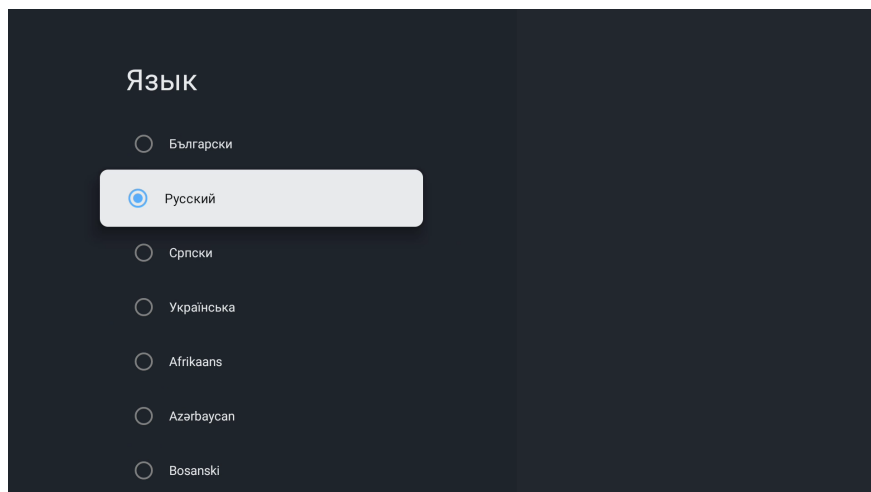 Язык
Български
Русский
Српски
Українська
Afrikaans
Azərbaycan
Bosanski